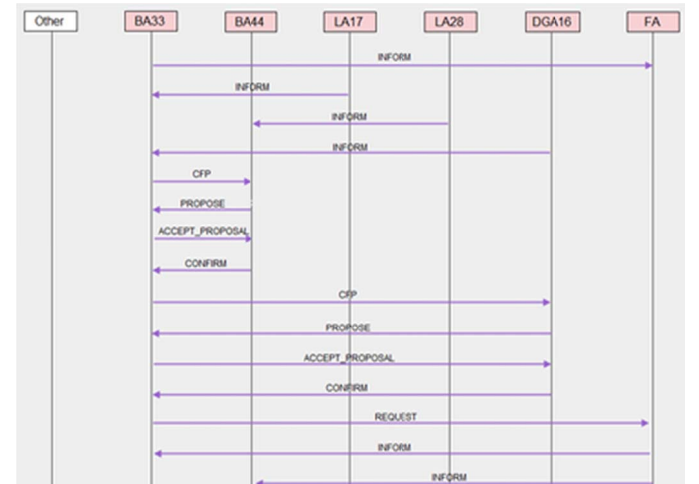 Other BA33 BA44 LA17 LA28 DGA16 FA
INFORM
INFORM
INFORM
INFORM
CFP
PROPOSE
ACCEPT_PROPOSAL
CONFIRM
CFP
PROPOSE
ACCEPT_PROPOSAL
CONFIRM
REQUEST
INFORM
INFORM